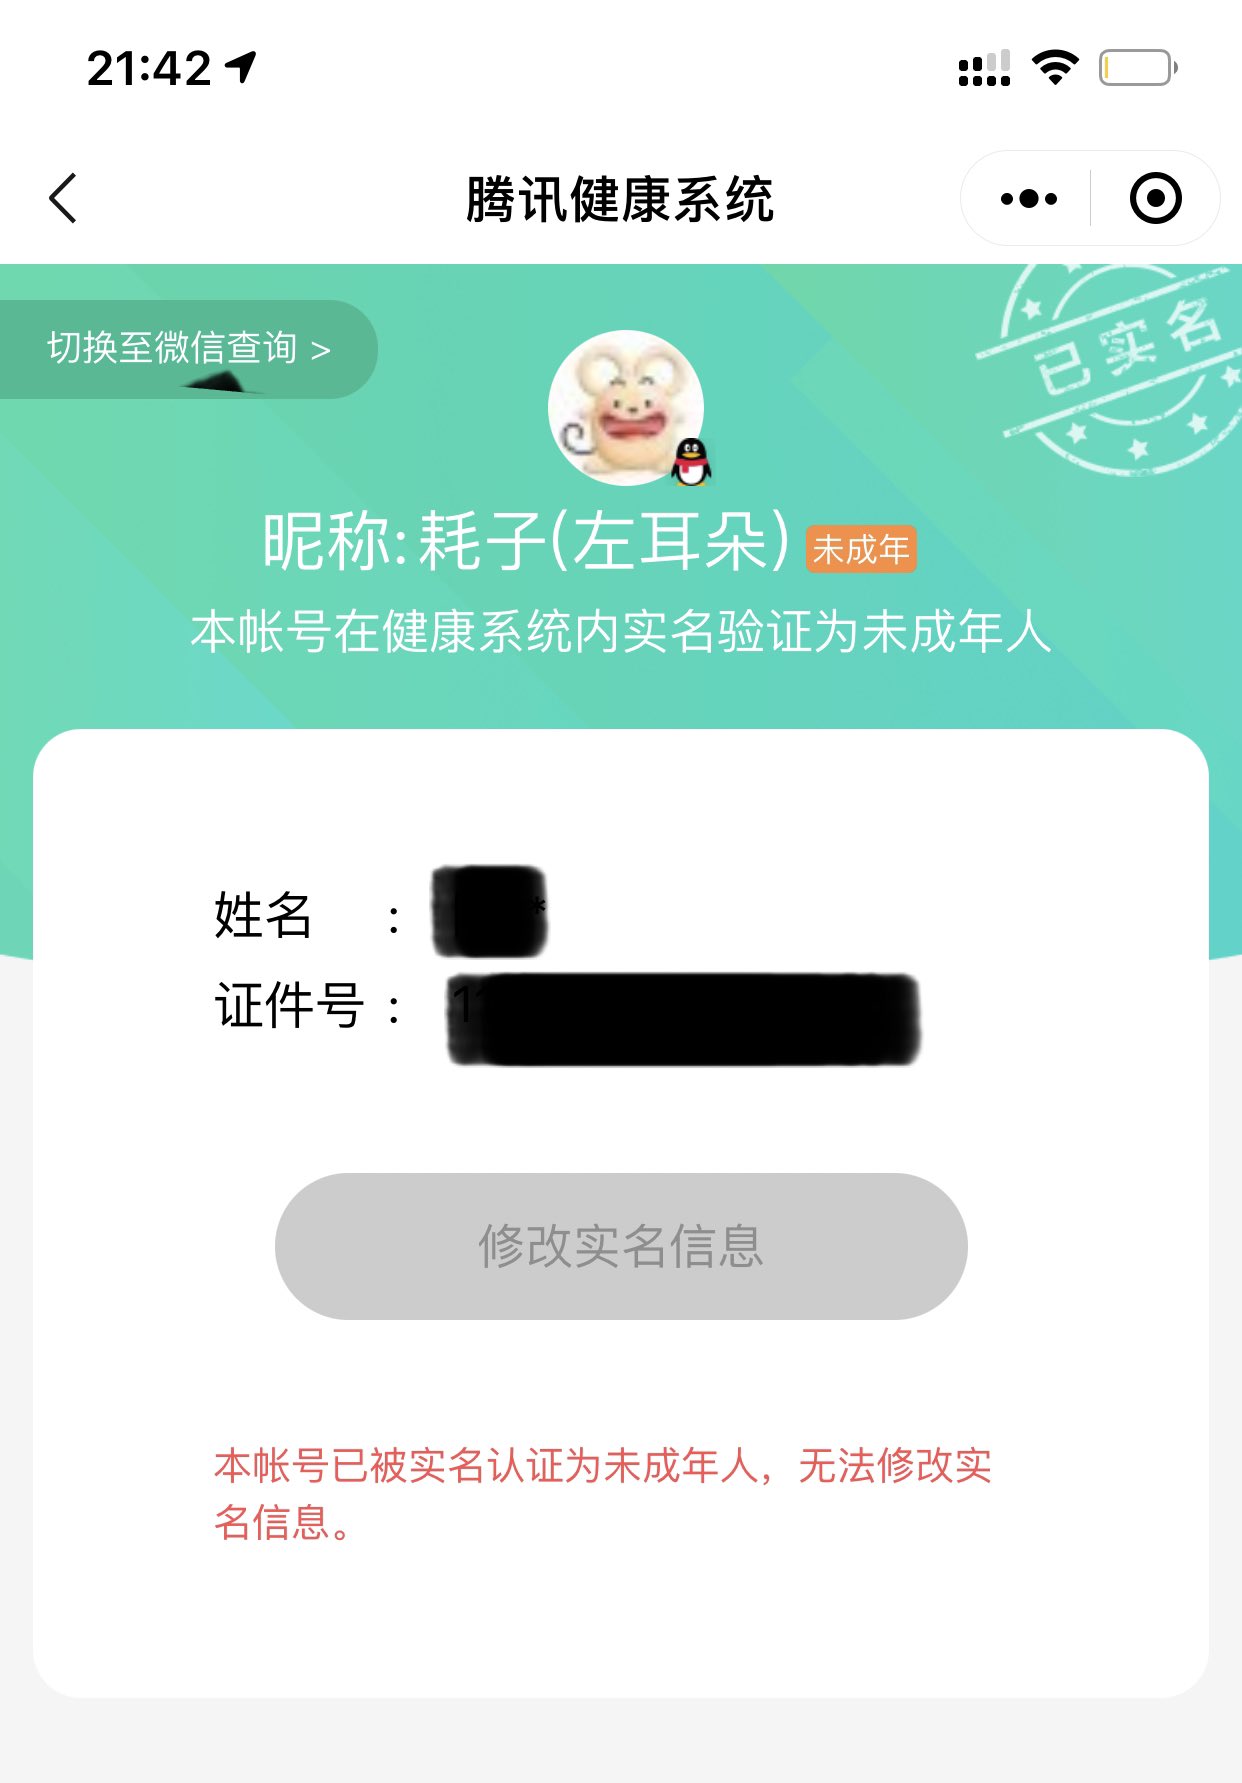 21:42
腾讯健康系统
切换至微信查询 >
已实名
昵称:耗子(左耳朵) 未成年
本帐号在健康系统内实名验证为未成年人
姓名 : *
证件号 : 1
修改实名信息
本帐号已被实名认证为未成年人，无法修改实
名信息。